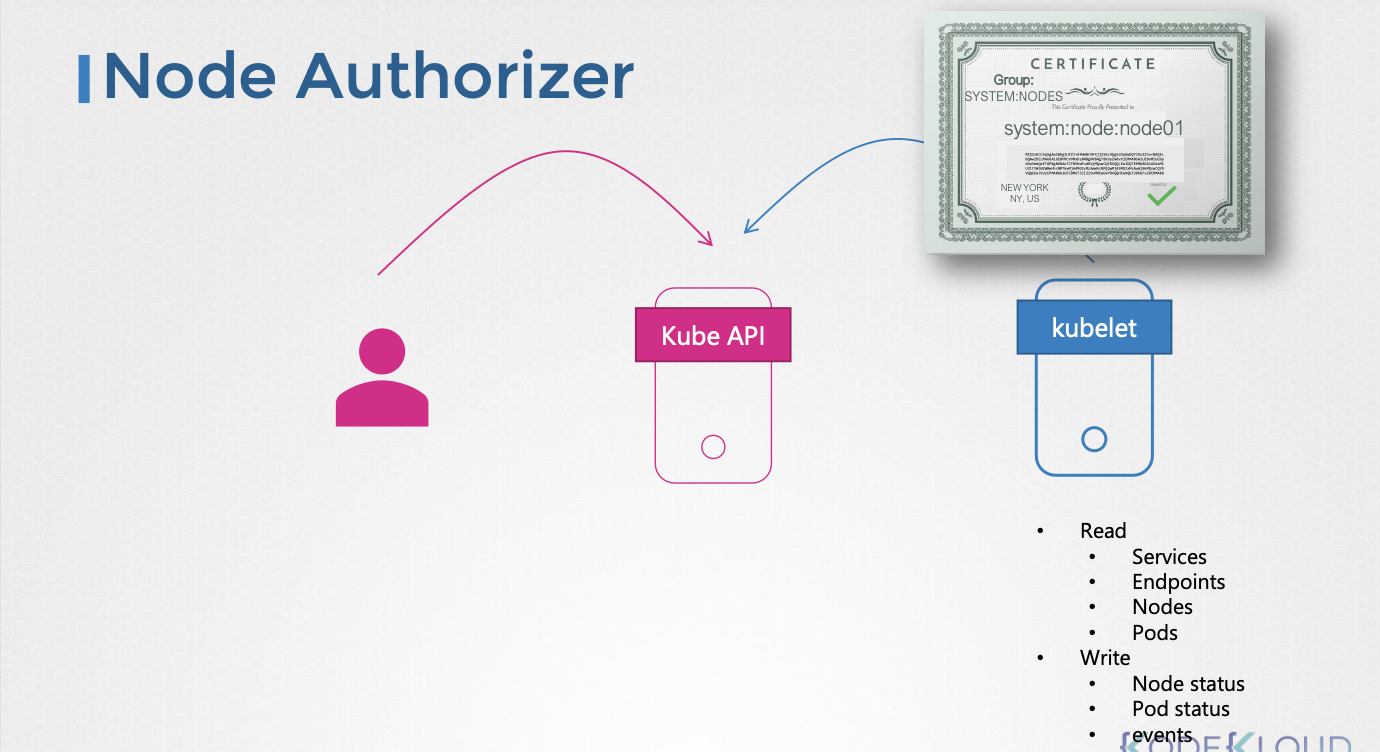 Node Authorizer
CERTIFICATE
Group:
SYSTEM:NODES
This Certificate Proudly Presented to
system:node:node01
NEW YORK
NY, US
Kube API
kubelet
• Read
• Services
• Endpoints
• Nodes
• Pods
• Write
• Node status
• Pod status
• events
KODEKLOUD